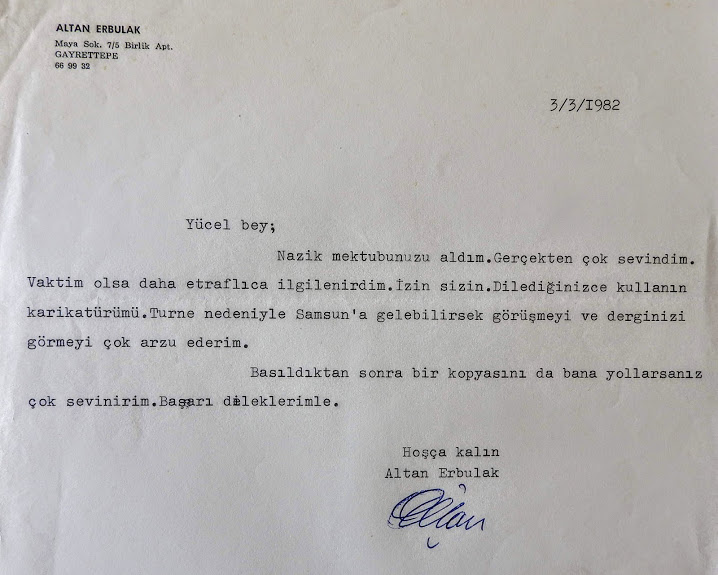 ALTAN ERBULAK
Maya Sok. 7/5 Birlik Apt.
GAYRETTEPE
66 99 32
3/3/I982
Yücel bey;
Nazik mektubunuzu aldım.Gerçekten çok sevindim.
Vaktim olsa daha etraflıca ilgilenirdim.İzin sizin.Dilediğinizce kullanın
karikatürümü.Turne nedeniyle Samsun'a gelebilirsek görüşmeyi ve derginizi
görmeyi çok arzu ederim.
Basıldıktan sonra bir kopyasını da bana yollarsanız
çok sevinirim.Başarı dileklerimle.
Hoşça kalın
Altan Erbulak
Altan